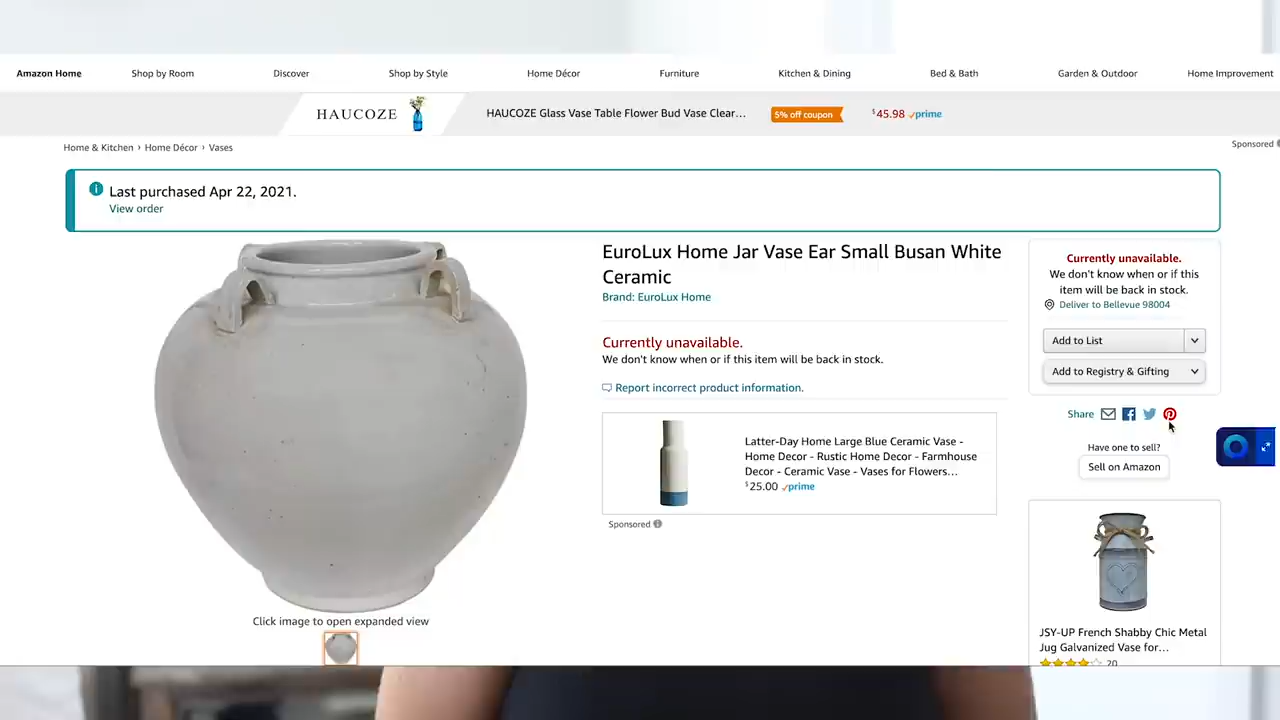 Amazon Home
Shop by Room
Discover
Shop by Style
Home Décor
Furniture
Kitchen & Dining
Bed & Bath
Garden & Outdoor
Home Improvement
HAUCOZE
HAUCOZE Glass Vase Table Flower Bud Vase Clear...
5% off coupon
$45.98 prime
Sponsored
Home & Kitchen › Home Décor › Vases
Last purchased Apr 22, 2021.
View order
EuroLux Home Jar Vase Ear Small Busan White
Ceramic
Brand: EuroLux Home
Currently unavailable.
We don't know when or if this item will be back in stock.
Report incorrect product information.
Latter-Day Home Large Blue Ceramic Vase -
Home Decor - Rustic Home Decor - Farmhouse
Decor - Ceramic Vase - Vases for Flowers...
$25.00 prime
Sponsored
Click image to open expanded view
Currently unavailable.
We don't know when or if this
item will be back in stock.
Deliver to Bellevue 98004
Add to List
Add to Registry & Gifting
Share
Have one to sell?
Sell on Amazon
JSY-UP French Shabby Chic Metal
Jug Galvanized Vase for...
20